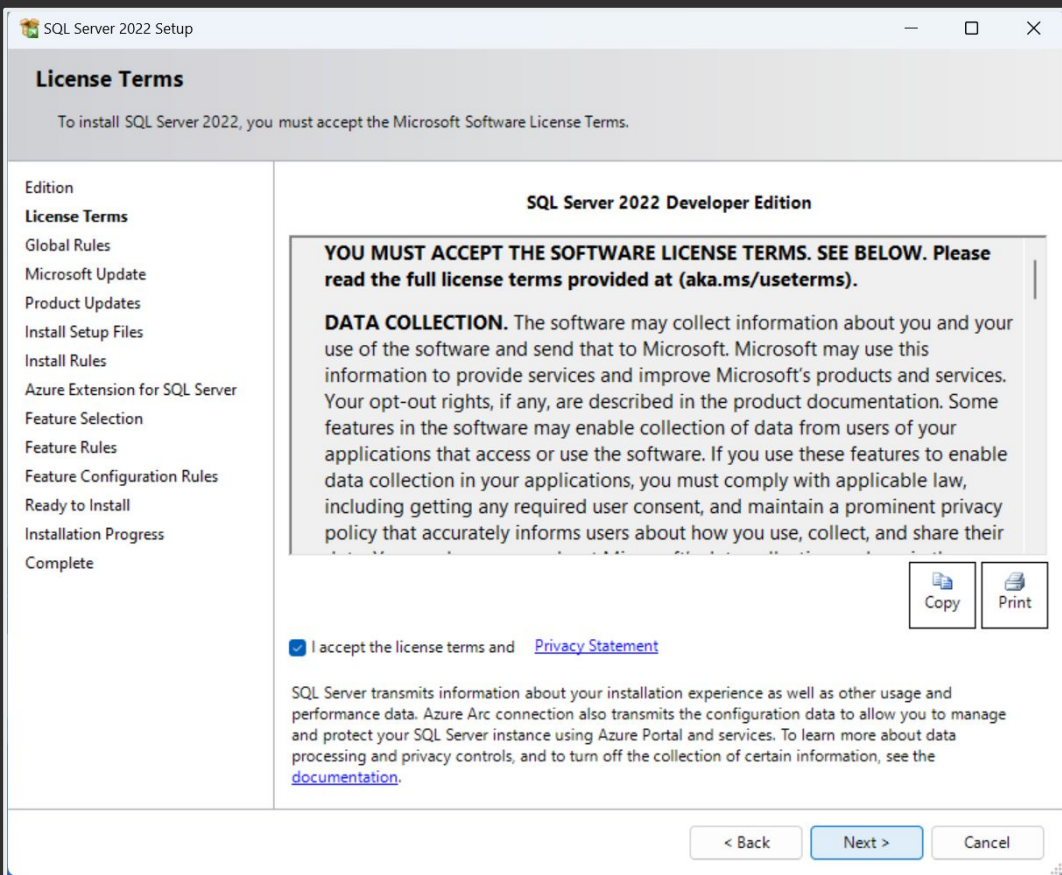 SQL Server 2022 Setup
License Terms
To install SQL Server 2022, you must accept the Microsoft Software License Terms.
Edition
License Terms
Global Rules
Microsoft Update
Product Updates
Install Setup Files
Install Rules
Azure Extension for SQL Server
Feature Selection
Feature Rules
Feature Configuration Rules
Ready to Install
Installation Progress
Complete
SQL Server 2022 Developer Edition
YOU MUST ACCEPT THE SOFTWARE LICENSE TERMS. SEE BELOW. Please
read the full license terms provided at (aka.ms/useterms).
DATA COLLECTION. The software may collect information about you and your
use of the software and send that to Microsoft. Microsoft may use this
information to provide services and improve Microsoft's products and services.
Your opt-out rights, if any, are described in the product documentation. Some
features in the software may enable collection of data from users of your
applications that access or use the software. If you use these features to enable
data collection in your applications, you must comply with applicable law,
including getting any required user consent, and maintain a prominent privacy
policy that accurately informs users about how you use, collect, and share their
Copy
Print
I accept the license terms and Privacy Statement
SQL Server transmits information about your installation experience as well as other usage and
performance data. Azure Arc connection also transmits the configuration data to allow you to manage
and protect your SQL Server instance using Azure Portal and services. To learn more about data
processing and privacy controls, and to turn off the collection of certain information, see the
documentation.
< Back
Next >
Cancel